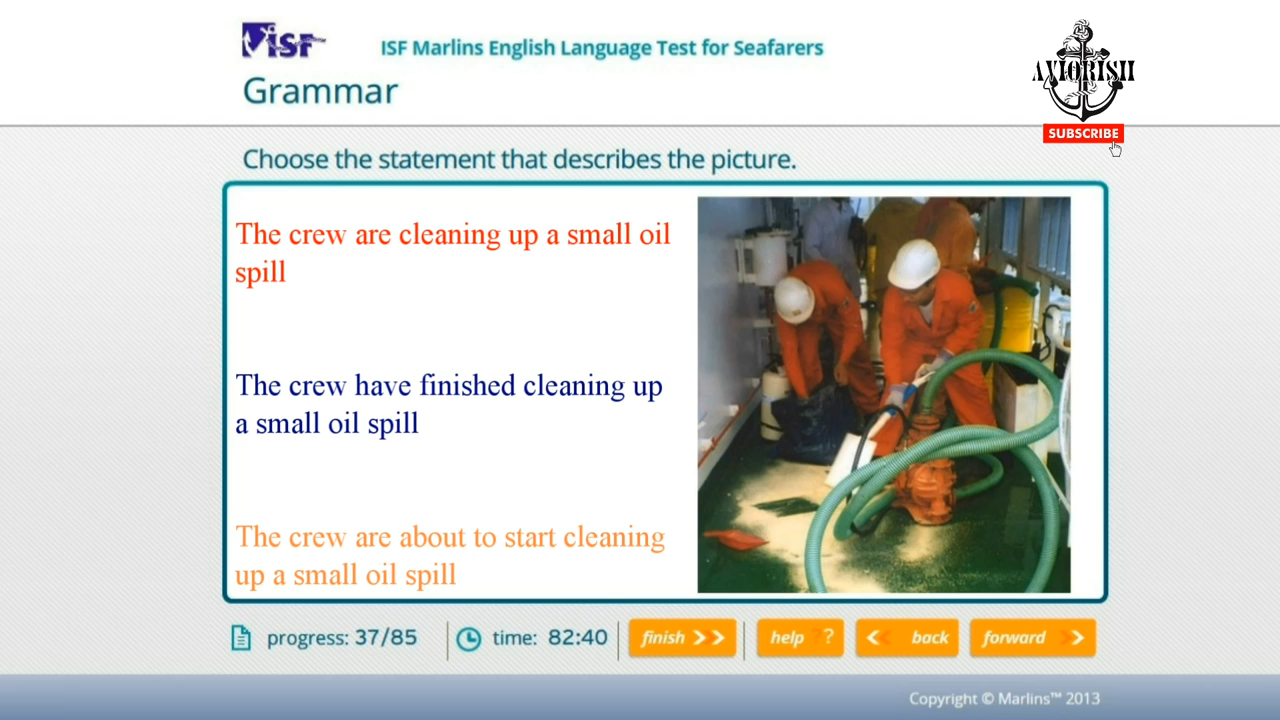 ISF
ISF Marlins English Language Test for Seafarers
Grammar
AVIORISH
SUBSCRIBE
Choose the statement that describes the picture.
The crew are cleaning up a small oil
spill
The crew have finished cleaning up
a small oil spill
The crew are about to start cleaning
up a small oil spill
progress: 37/85
time: 82:40
finish
help ?
back
forward
Copyright © Marlins™ 2013